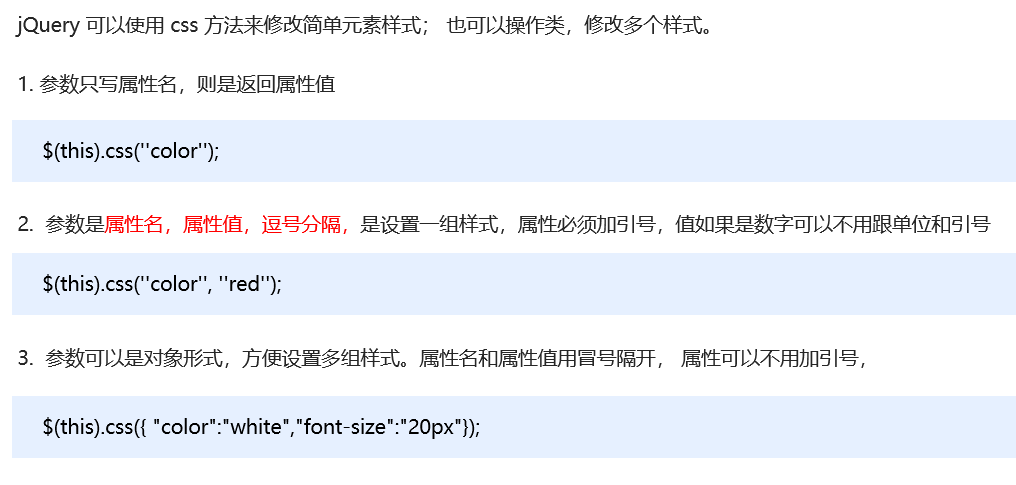 jQuery 可以使用 css 方法来修改简单元素样式； 也可以操作类，修改多个样式。
1. 参数只写属性名，则是返回属性值
$(this).css(''color'');
2. 参数是属性名，属性值，逗号分隔，是设置一组样式，属性必须加引号，值如果是数字可以不用跟单位和引号
$(this).css(''color'', ''red'');
3. 参数可以是对象形式，方便设置多组样式。属性名和属性值用冒号隔开， 属性可以不用加引号，
$(this).css({ "color":"white","font-size":"20px"});